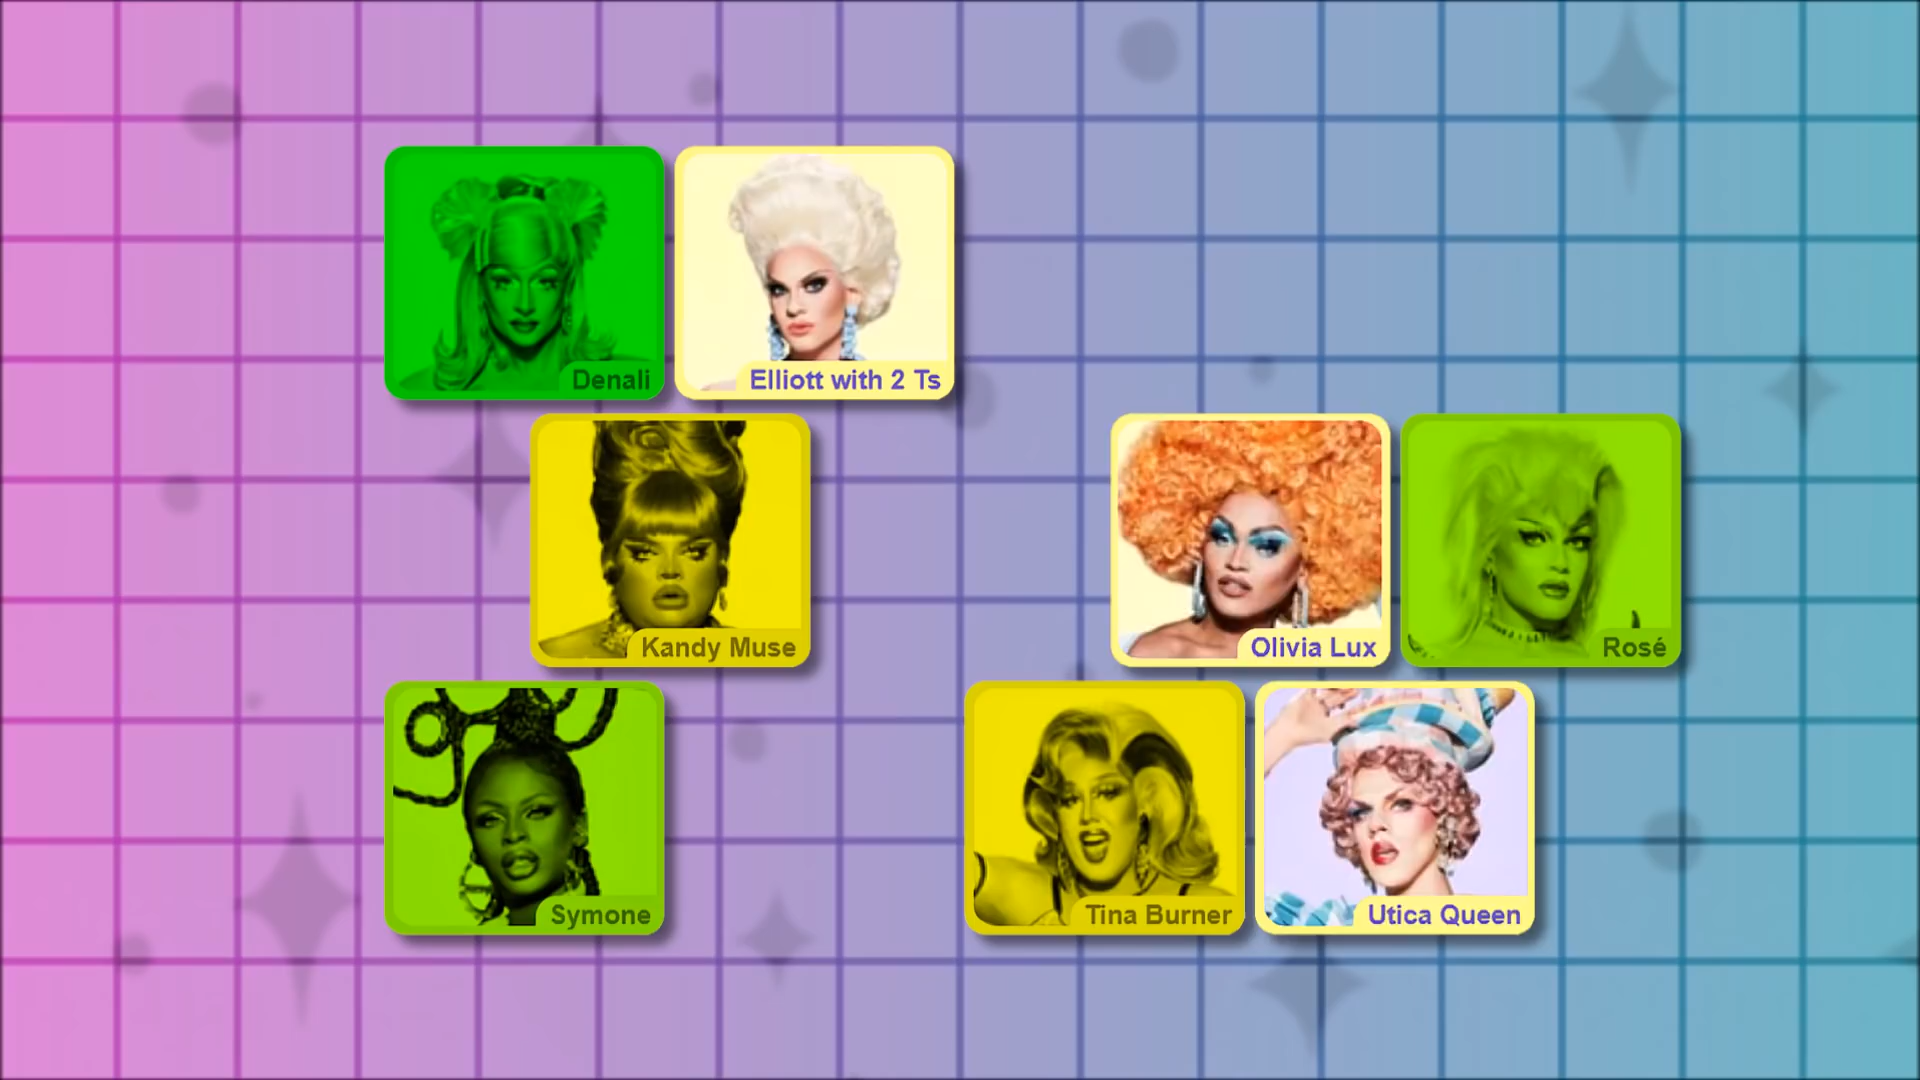 Denali
Elliott with 2 Ts
Kandy Muse
Olivia Lux
Rosé
Symone
Tina Burner
Utica Queen